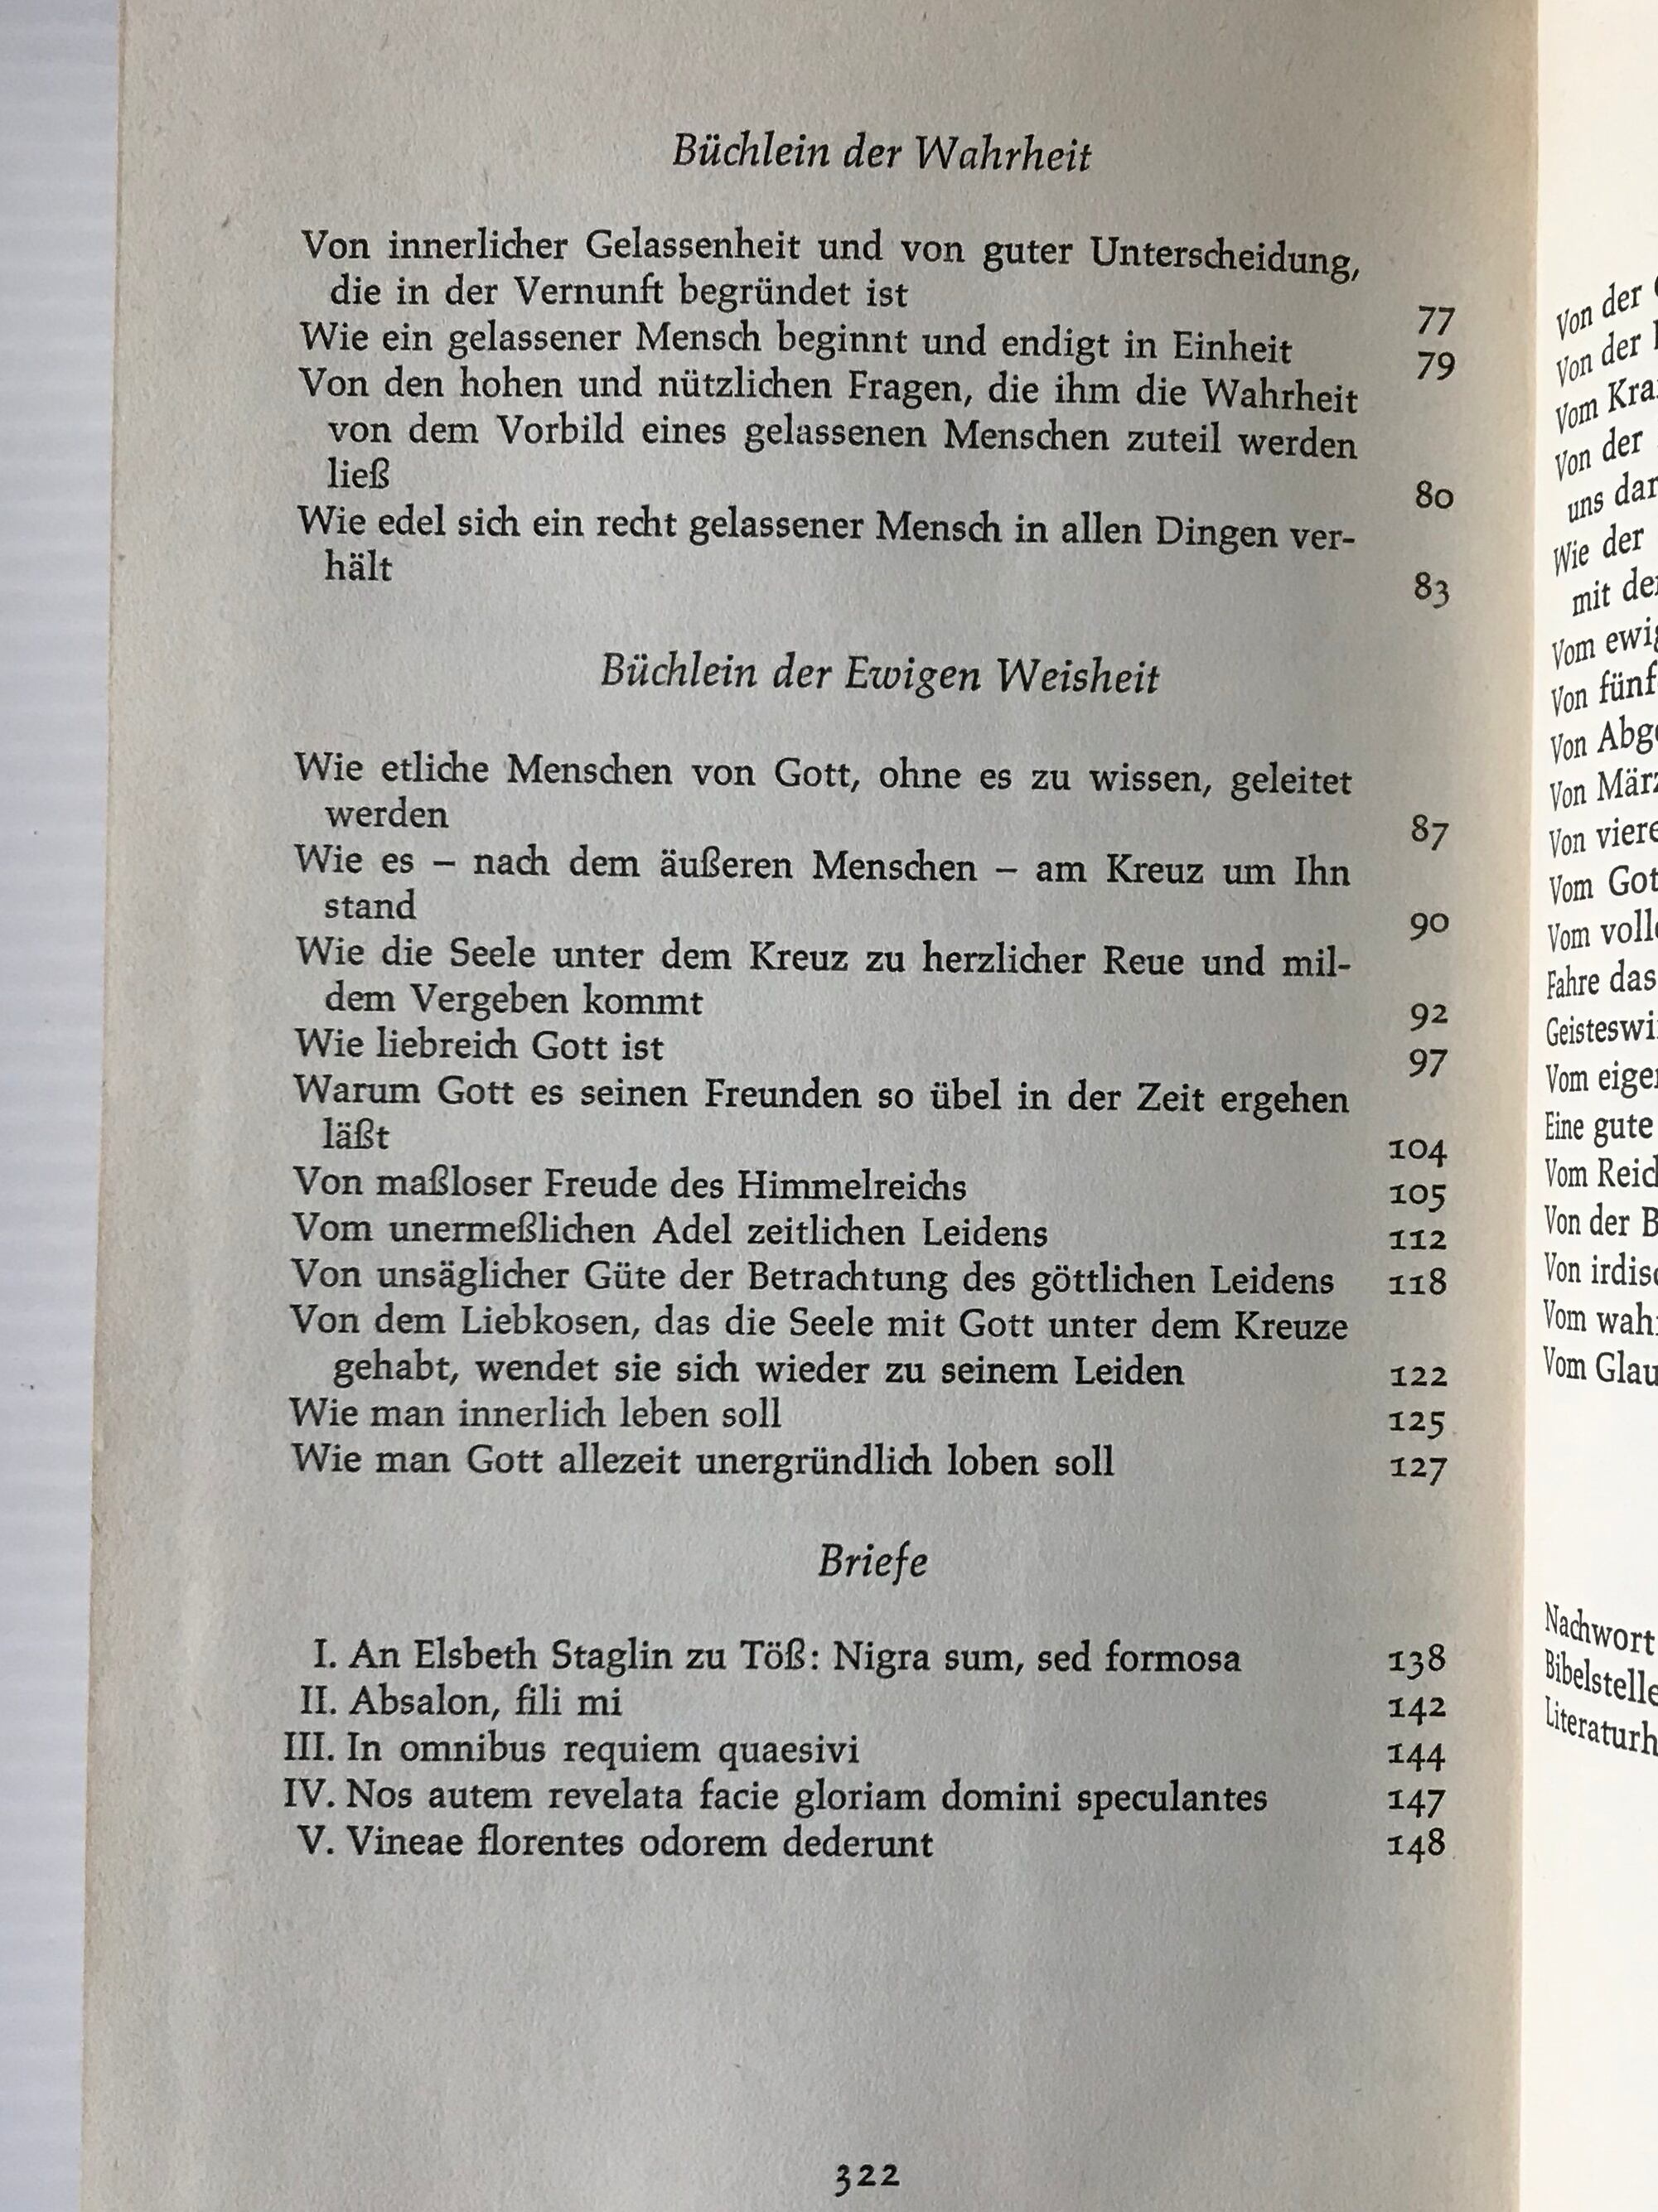 Büchlein der Wahrheit
Von innerlicher Gelassenheit und von guter Unterscheidung,
die in der Vernunft begründet ist 77
Wie ein gelassener Mensch beginnt und endigt in Einheit 79
Von den hohen und nützlichen Fragen, die ihm die Wahrheit
von dem Vorbild eines gelassenen Menschen zuteil werden
ließ 80
Wie edel sich ein recht gelassener Mensch in allen Dingen ver-
hält 83
Büchlein der Ewigen Weisheit
Wie etliche Menschen von Gott, ohne es zu wissen, geleitet
werden 87
Wie es – nach dem äußeren Menschen – am Kreuz um Ihn
stand 90
Wie die Seele unter dem Kreuz zu herzlicher Reue und mil-
dem Vergeben kommt 92
Wie liebreich Gott ist 97
Warum Gott es seinen Freunden so übel in der Zeit ergehen
läßt 104
Von maßloser Freude des Himmelreichs 105
Vom unermeßlichen Adel zeitlichen Leidens 112
Von unsäglicher Güte der Betrachtung des göttlichen Leidens 118
Von dem Liebkosen, das die Seele mit Gott unter dem Kreuze
gehabt, wendet sie sich wieder zu seinem Leiden 122
Wie man innerlich leben soll 125
Wie man Gott allezeit unergründlich loben soll 127
Briefe
I. An Elsbeth Staglin zu Töß: Nigra sum, sed formosa 138
II. Absalon, fili mi 142
III. In omnibus requiem quaesivi 144
IV. Nos autem revelata facie gloriam domini speculantes 147
V. Vineae florentes odorem dederunt 148
322
Von der
Von der
Vom
Von der
uns
Wie der
mit
Vom
Von
Von
Von
Von
Vom
Vom
Fahre das
Vom
Eine gute
Vom
Von der
Von
Vom
Vom
Nachwort